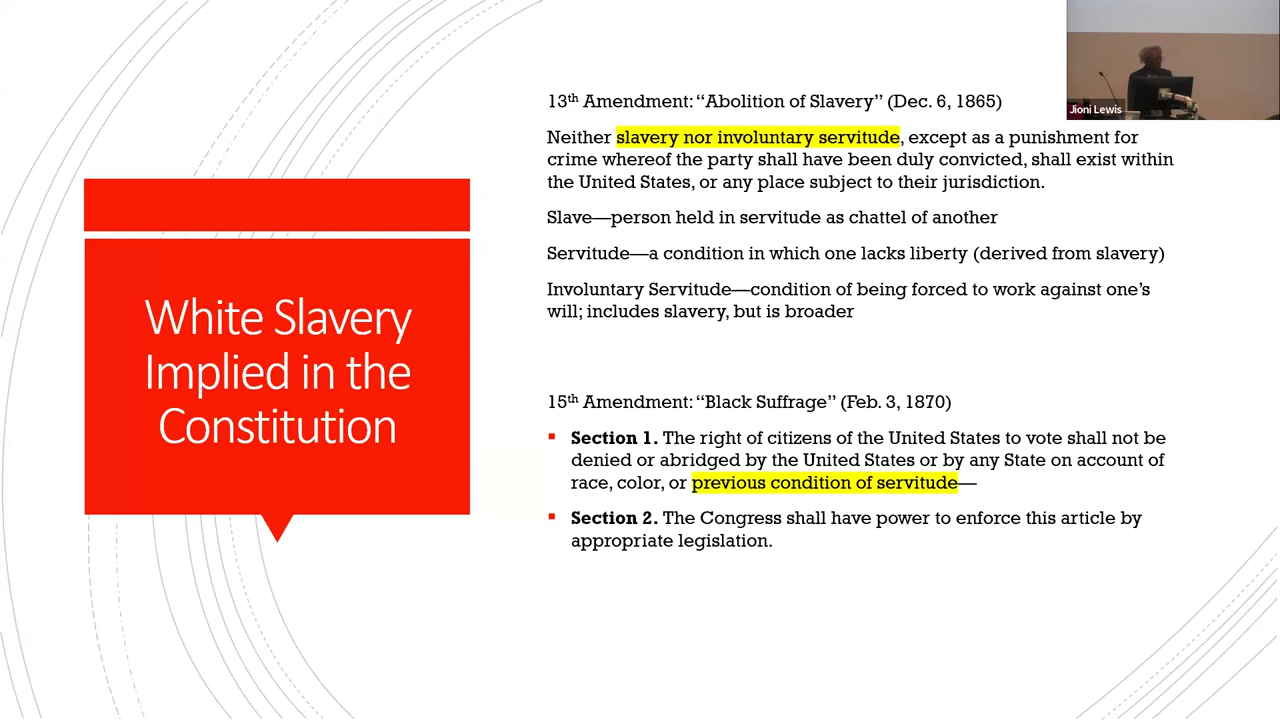 White Slavery
Implied in the
Constitution
13th Amendment: “Abolition of Slavery” (Dec. 6, 1865)
Neither slavery nor involuntary servitude, except as a punishment for
crime whereof the party shall have been duly convicted, shall exist within
the United States, or any place subject to their jurisdiction.
Slave—person held in servitude as chattel of another
Servitude—a condition in which one lacks liberty (derived from slavery)
Involuntary Servitude—condition of being forced to work against one’s
will; includes slavery, but is broader
15th Amendment: “Black Suffrage” (Feb. 3, 1870)
▪ Section 1. The right of citizens of the United States to vote shall not be
denied or abridged by the United States or by any State on account of
race, color, or previous condition of servitude—
▪ Section 2. The Congress shall have power to enforce this article by
appropriate legislation.
Jioni Lewis